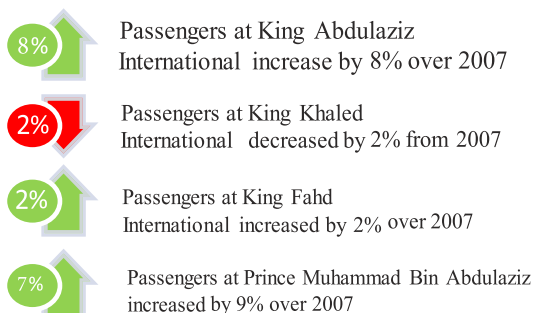 8%
Passengers at King Abdulaziz
International increase by 8% over 2007
2%
Passengers at King Khaled
International decreased by 2% from 2007
2%
Passengers at King Fahd
International increased by 2% over 2007
7%
Passengers at Prince Muhammad Bin Abdulaziz
increased by 9% over 2007